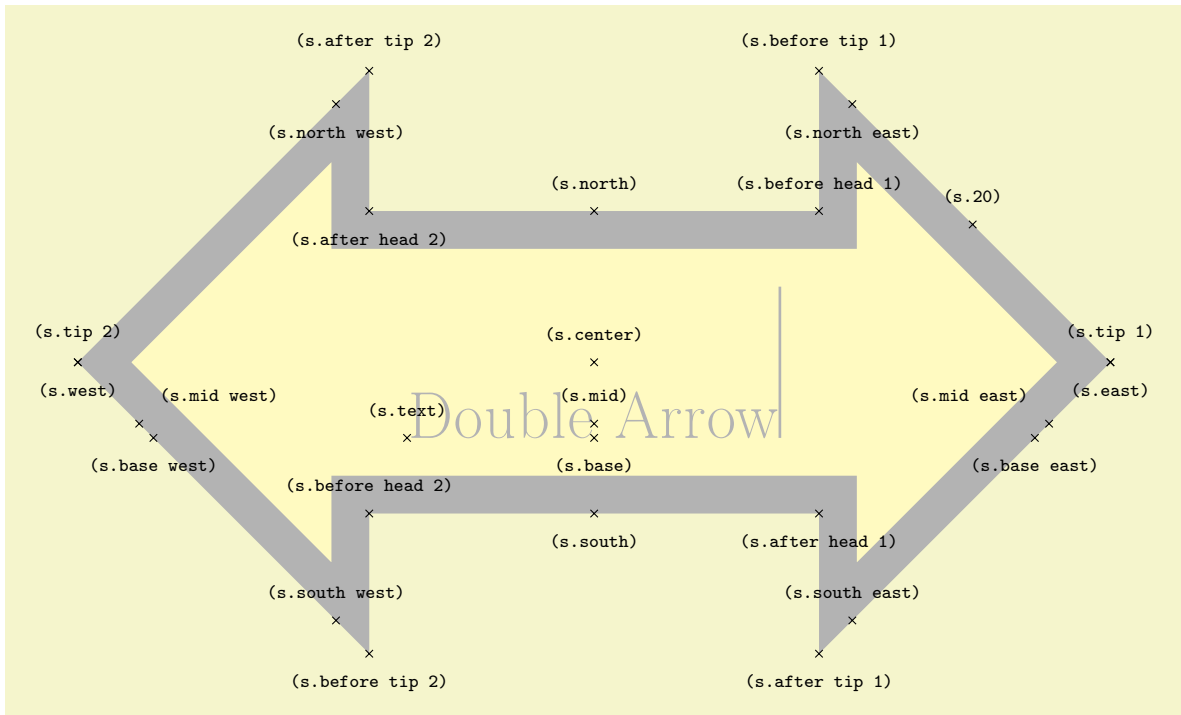 (s.after tip 2) (s.before tip 1)
(s.north west) (s.north east)
(s.north) (s.before head 1)
(s.20)
(s.after head 2)
(s.tip 2) (s.center) (s.tip 1)
(s.west) (s.mid west) (s.mid) (s.mid east) (s.east)
(s.text) Double Arrow
(s.base west) (s.base) (s.base east)
(s.before head 2)
(s.south) (s.after head 1)
(s.south west) (s.south east)
(s.before tip 2) (s.after tip 1)